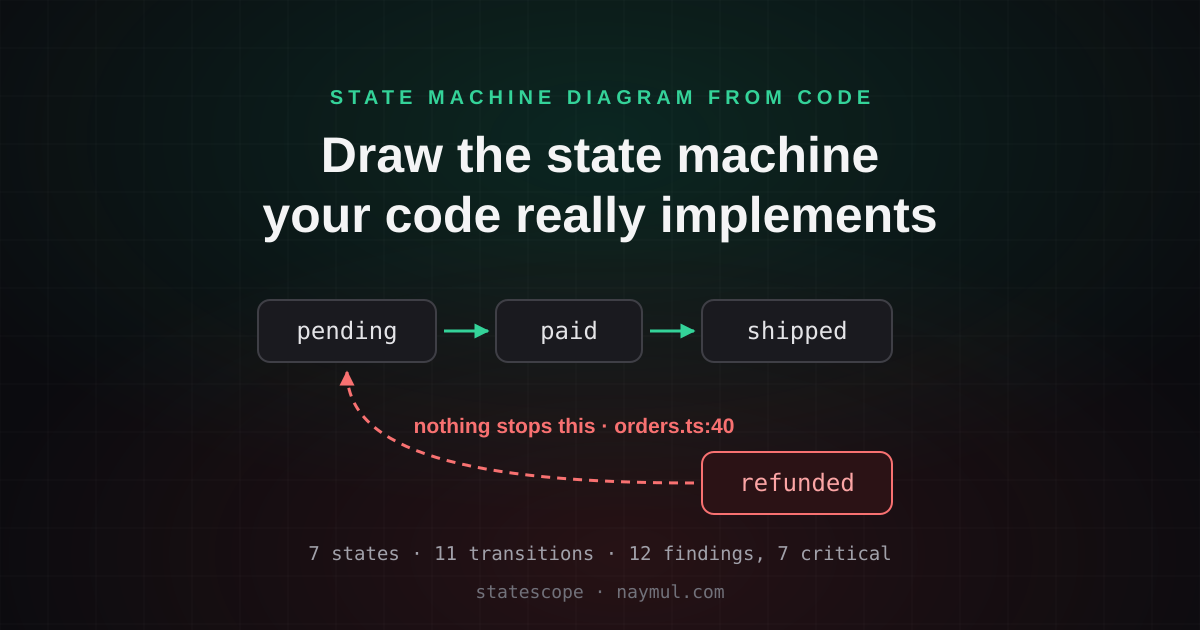 STATE MACHINE DIAGRAM FROM CODE
Draw the state machine
your code really implements
pending
paid
shipped
nothing stops this · orders.ts:40
refunded
7 states · 11 transitions · 12 findings, 7 critical
statescope · naymul.com